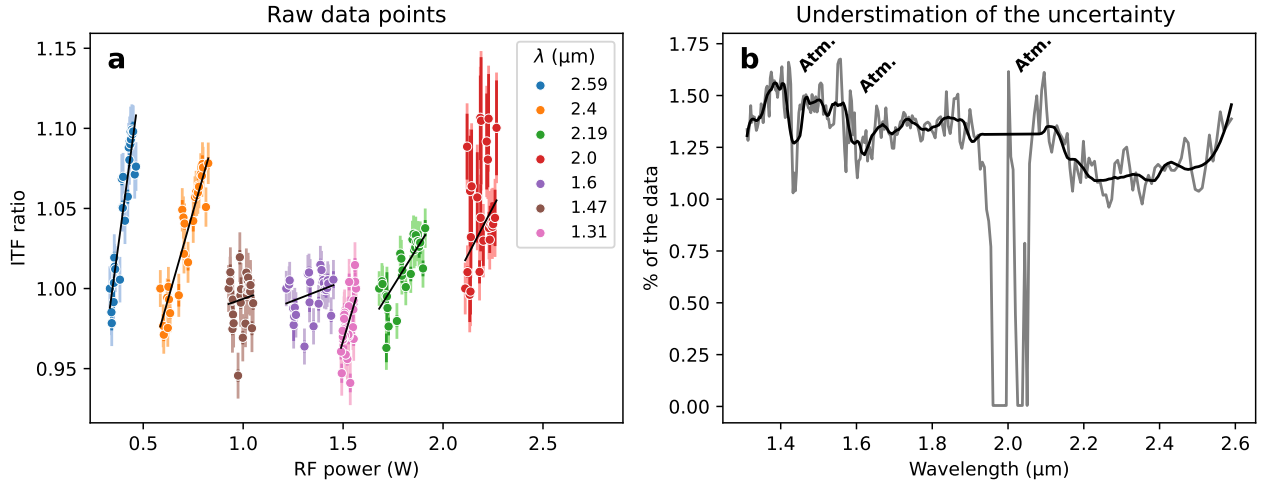 Raw data points
a
ITF ratio
1.15
1.10
1.05
1.00
0.95
0.5
1.0
1.5
2.0
2.5
RF power (W)
λ (μm)
2.59
2.4
2.19
2.0
1.6
1.47
1.31
Understimation of the uncertainty
b
Atm.
Atm.
Atm.
% of the data
1.75
1.50
1.25
1.00
0.75
0.50
0.25
0.00
1.4
1.6
1.8
2.0
2.2
2.4
2.6
Wavelength (μm)